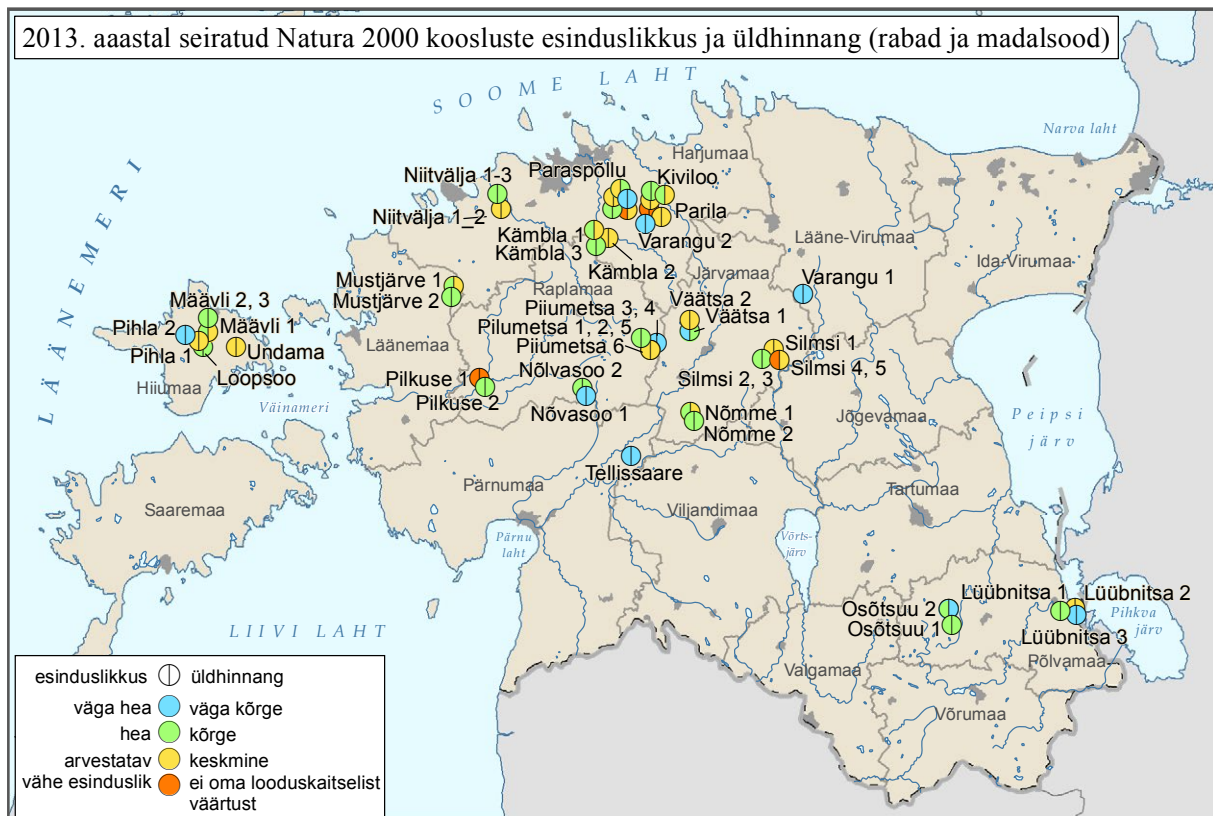 2013. aaastal seiratud Natura 2000 koosluste esinduslikkus ja üldhinnang (rabad ja madalsood)
SOOME LAHT
Narva laht
LÄÄNEMERI
Harjumaa
Paraspõllu
Kiviloo
Niitvälja 1-3
Niitvälja 1_2
Parila
Kämbla 1
Kämbla 3
Varangu 2
Kämbla 2
Lääne-Virumaa
Ida-Virumaa
Järvamaa
Varangu 1
Mustjärve 1
Mustjärve 2
Raplamaa
Määvli 2, 3
Piiumetsa 3, 4
Väätsa 2
Väätsa 1
Pihla 2
Määvli 1
Pilumetsa 1, 2, 5
Pihla 1
Undama
Läänemaa
Piiumetsa 6
Silmsi 1
Loopsoo
Hiiumaa
Pilkuse 1
Nõlvasoo 2
Silmsi 2, 3
Silmsi 4, 5
Pilkuse 2
Väinameri
Nõvasoo 1
Nõmme 1
Nõmme 2
Jõgevamaa
Peipsi
järv
Tellissaare
Pärnumaa
Saaremaa
Viljandimaa
Tartumaa
Pärnu
laht
Võrts-
järv
Lüübnitsa 1
Lüübnitsa 2
Osõtsuu 2
Osõtsuu 1
Pihkva
järv
Lüübnitsa 3
LIIVI LAHT
Põlvamaa
Valgamaa
Võrumaa
esinduslikkus üldhinnang
väga hea väga kõrge
hea kõrge
arvestatav keskmine
vähe esinduslik ei oma looduskaitselist
väärtust